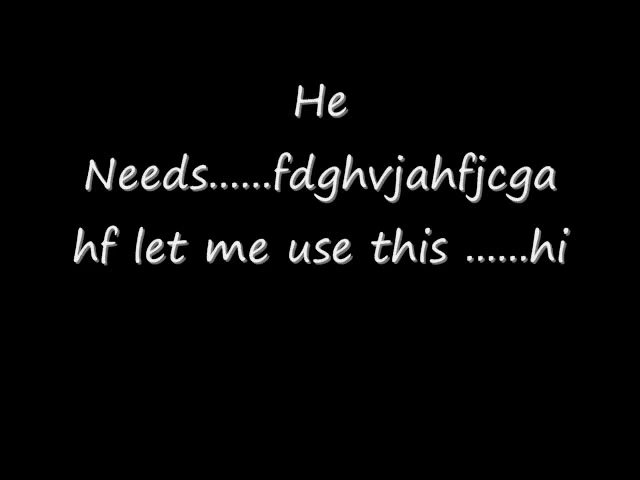 He
Needs......fdghvjahfjcga
hf let me use this ......hi